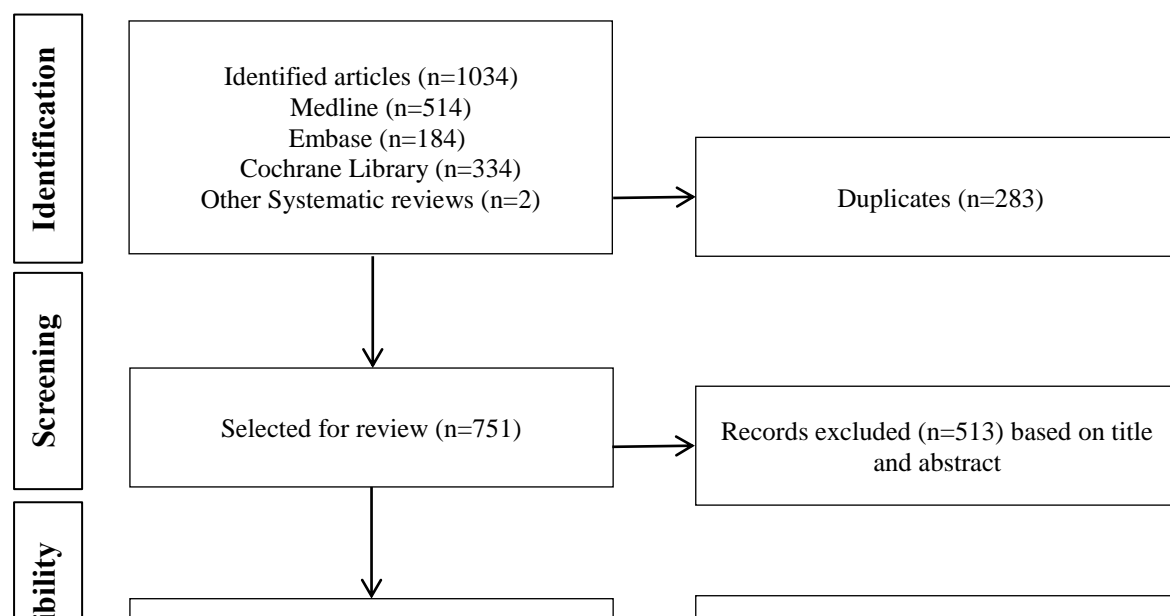 Identification
Identified articles (n=1034)
Medline (n=514)
Embase (n=184)
Cochrane Library (n=334)
Other Systematic reviews (n=2)
Duplicates (n=283)
Screening
Selected for review (n=751)
Records excluded (n=513) based on title
and abstract
bility